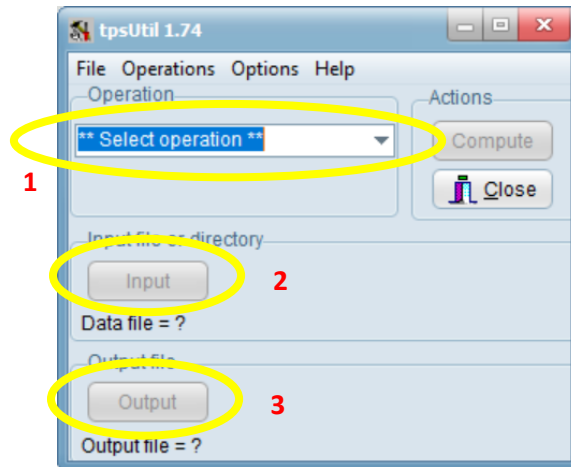 tpsUtil 1.74
File Operations Options Help
Operation
Actions
** Select operation **
Compute
1
Close
Input file or directory
Input
2
Data file = ?
Output file
Output
3
Output file = ?